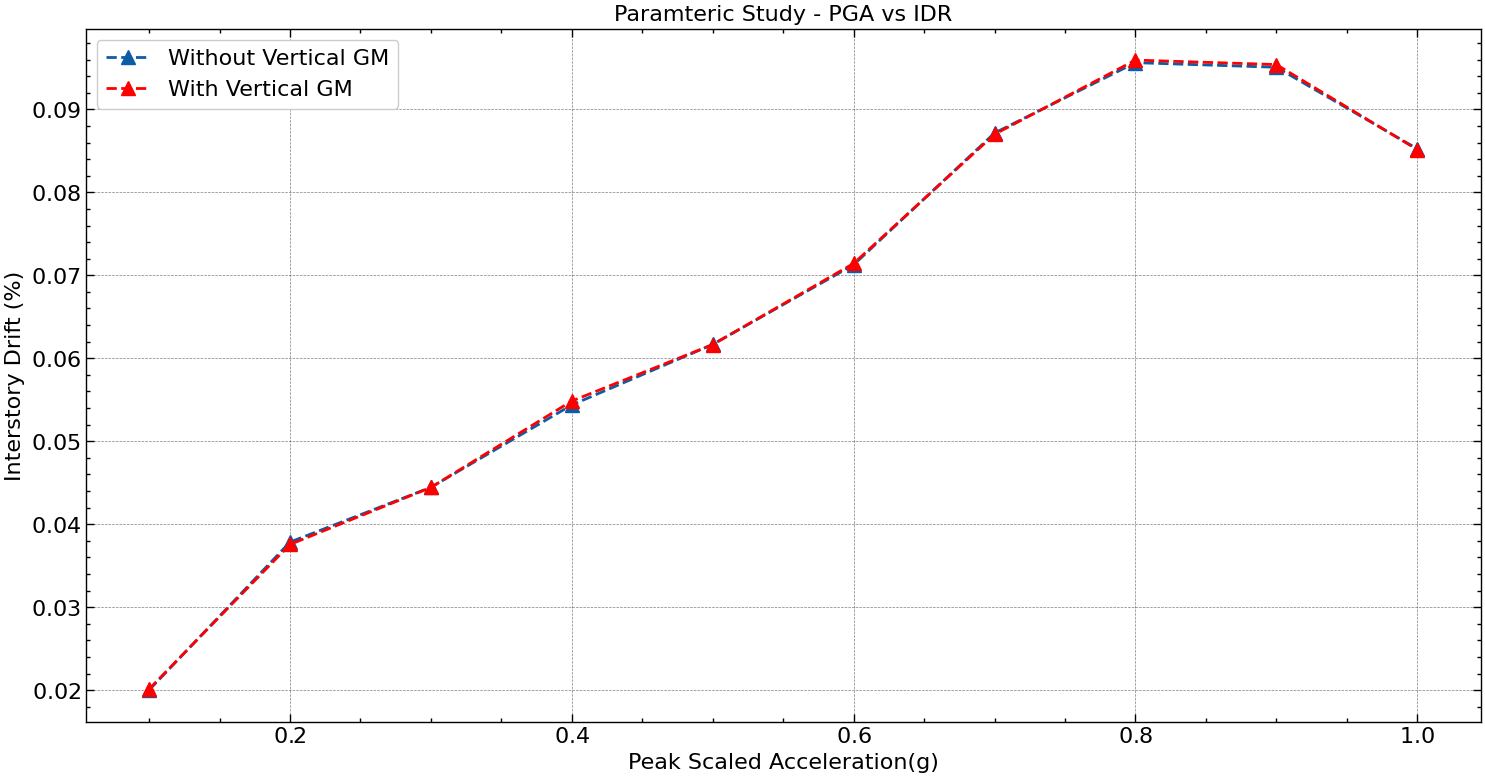 Paramteric Study - PGA vs IDR
Without Vertical GM
With Vertical GM
0.09
0.08
0.07
0.06
0.05
0.04
0.03
0.02
Interstory Drift (%)
0.2 0.4 0.6 0.8 1.0
Peak Scaled Acceleration(g)